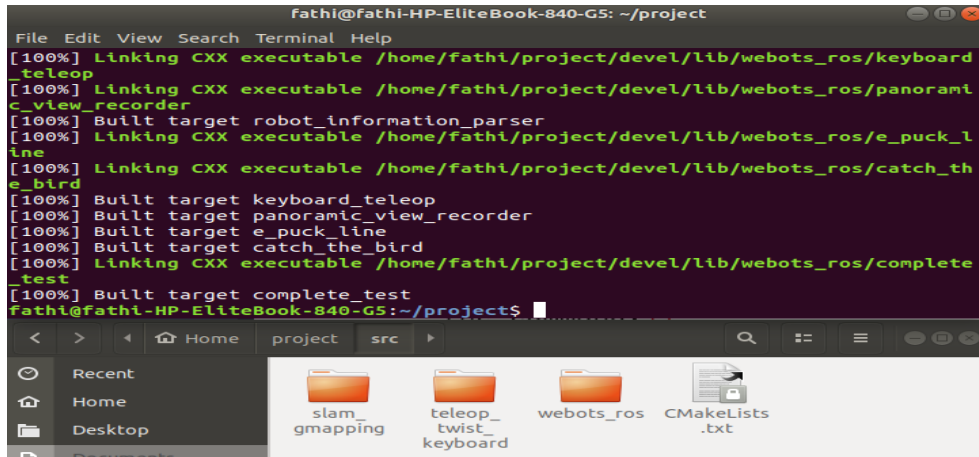 fathi@fathi-HP-EliteBook-840-G5: ~/project
File Edit View Search Terminal Help
[100%] Linking CXX executable /home/fathi/project/devel/lib/webots_ros/keyboard
_teleop
[100%] Linking CXX executable /home/fathi/project/devel/lib/webots_ros/panorami
c_view_recorder
[100%] Built target robot_information_parser
[100%] Linking CXX executable /home/fathi/project/devel/lib/webots_ros/e_puck_l
ine
[100%] Linking CXX executable /home/fathi/project/devel/lib/webots_ros/catch_th
e_bird
[100%] Built target keyboard_teleop
[100%] Built target panoramic_view_recorder
[100%] Built target e_puck_line
[100%] Built target catch_the_bird
[100%] Linking CXX executable /home/fathi/project/devel/lib/webots_ros/complete
_test
[100%] Built target complete_test
fathi@fathi-HP-EliteBook-840-G5:~/project$
Home project src
Recent
Home
Desktop
Documents
slam_
gmapping
teleop_
twist_
keyboard
webots_ros
CMakeLists
.txt